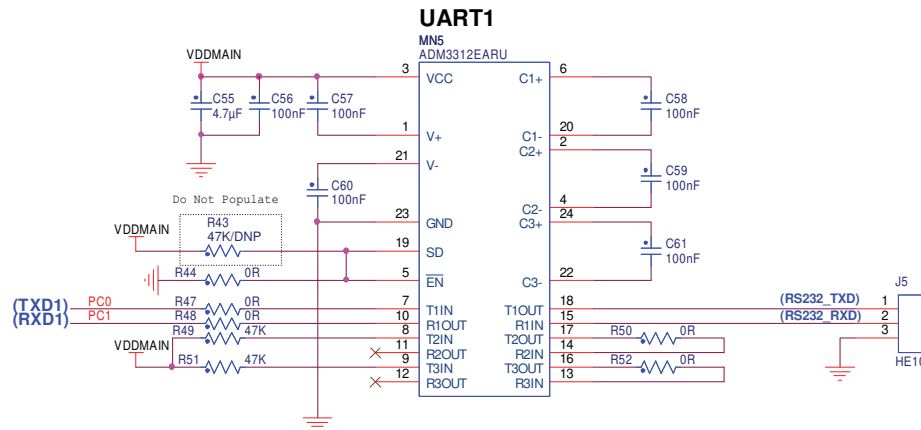 UART1
MN5
ADM3312EARU
VDDMAIN
3 VCC C1+ 6
C55
4.7µF
C56
100nF
C57
100nF
C58
100nF
1 V+ C1- 20
C2+ 2
21 V-
C59
100nF
C60
100nF
C2- 4
Do Not Populate
23 GND C3+ 24
VDDMAIN
R43
47K/DNP
19 SD
C61
100nF
R44 0R 5 EN C3- 22
J5
(TXD1) PC0 R47 0R 7 T1IN T1OUT 18 (RS232_TXD) 1
(RXD1) PC1 R48 0R 10 R1OUT R1IN 15 (RS232_RXD) 2
R49 47K 8 T2IN T2OUT 17 R50 0R 3
VDDMAIN
11 R2OUT R2IN 14
R51 47K 9 T3IN T3OUT 16 R52 0R
12 R3OUT R3IN 13
HE10